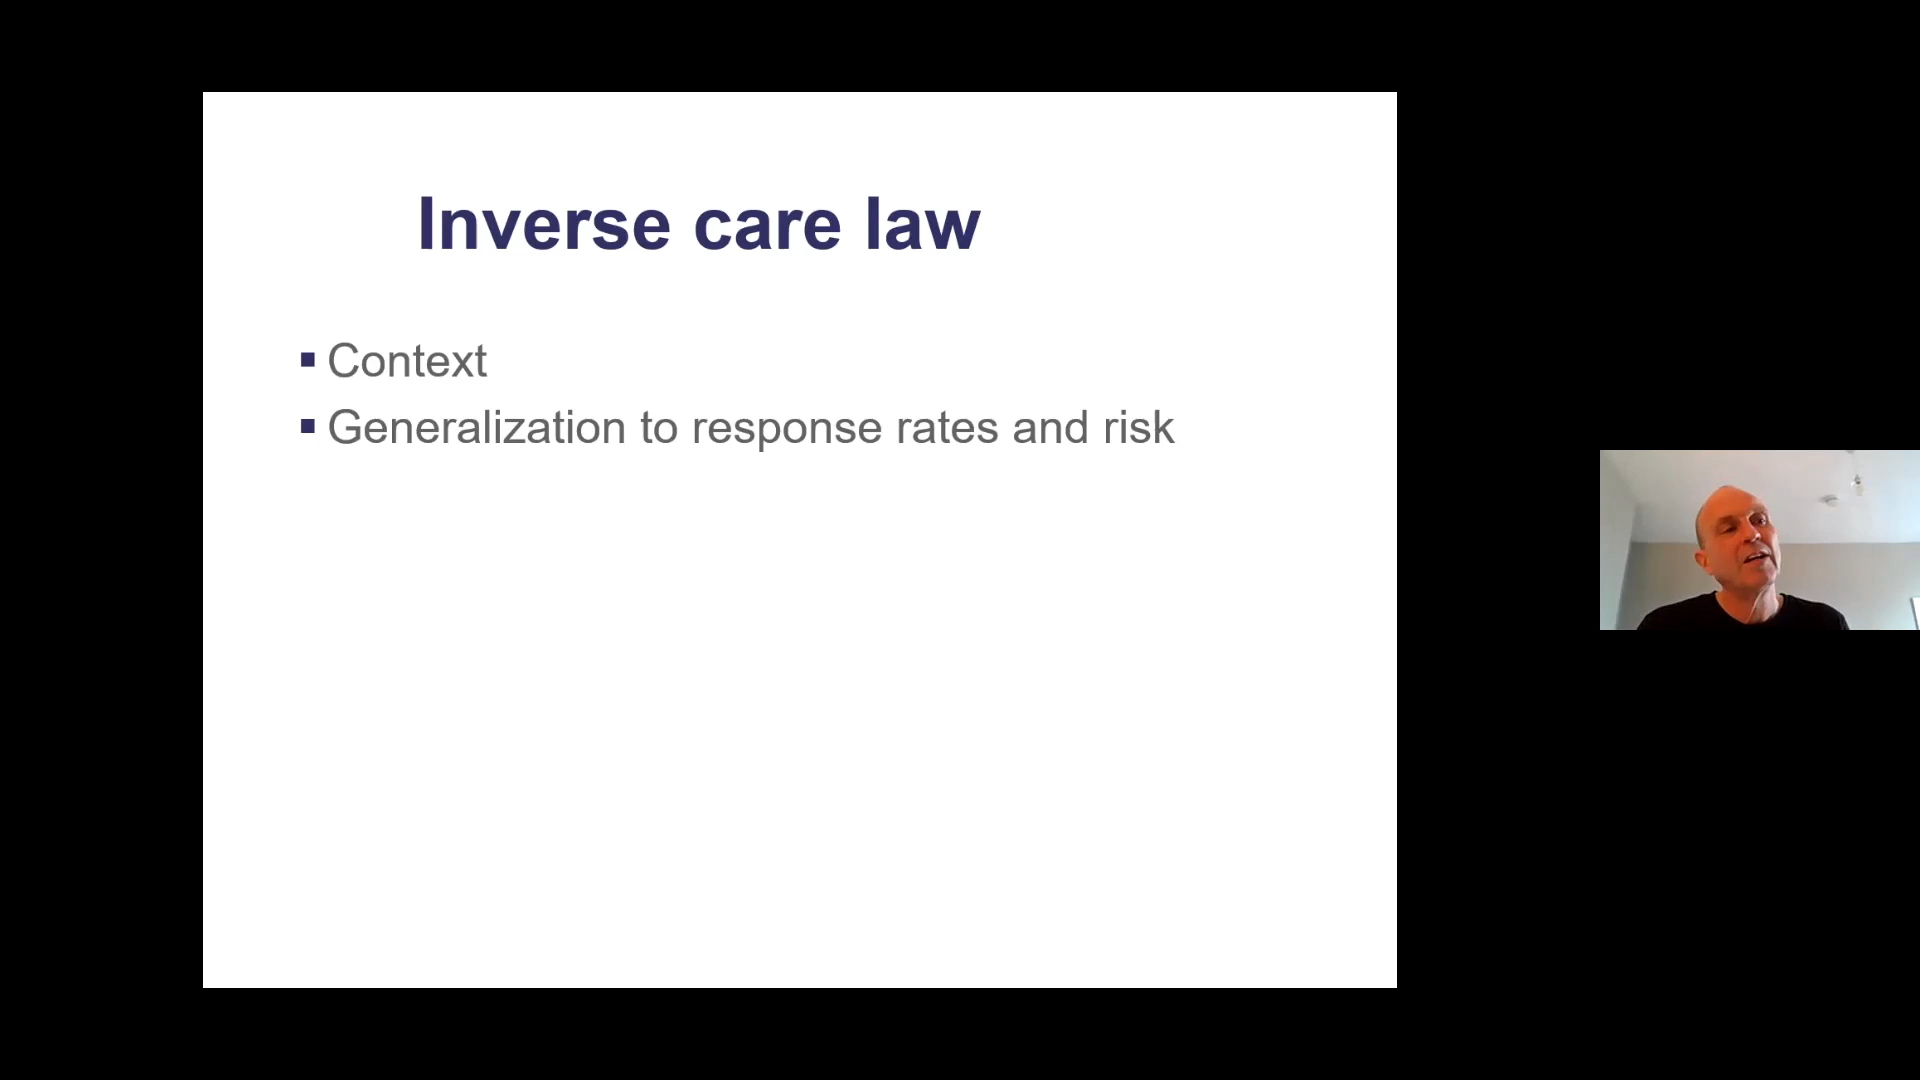 Inverse care law
▪ Context
▪ Generalization to response rates and risk